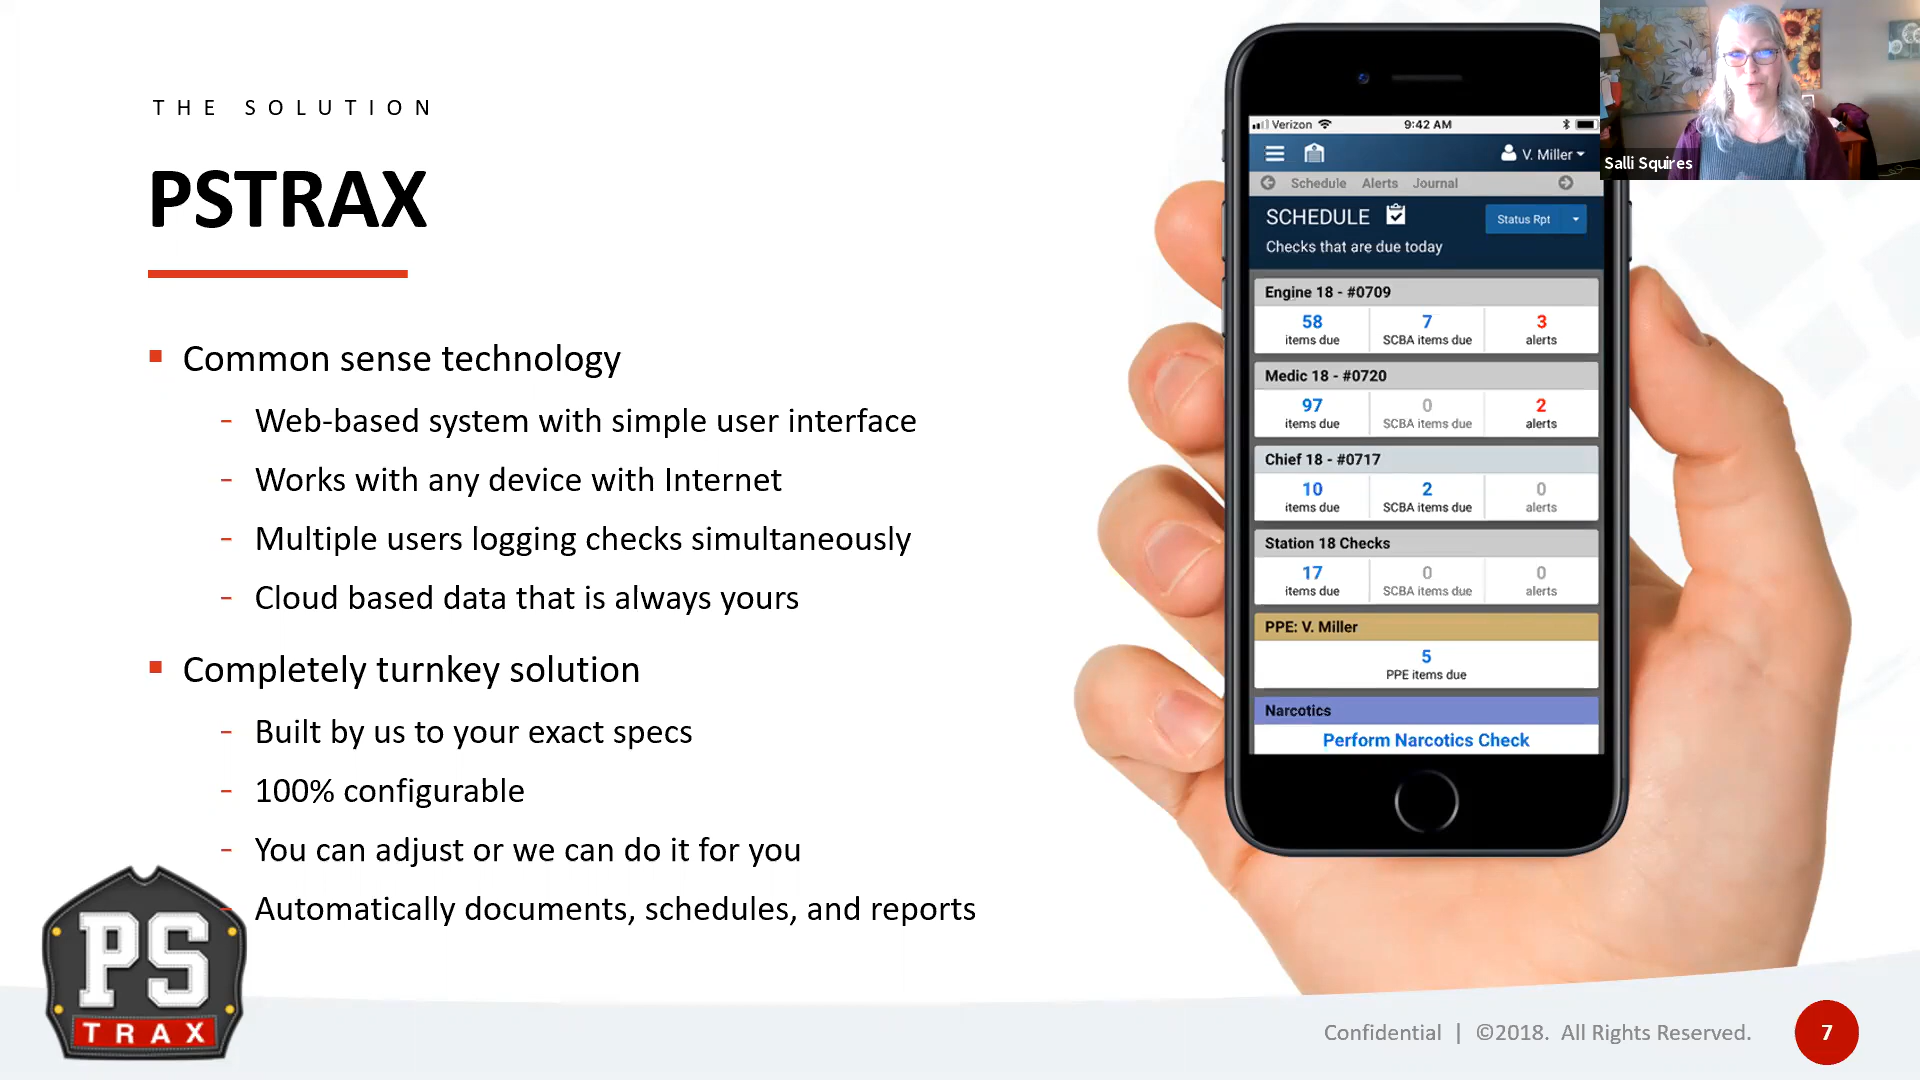 THE SOLUTION
PSTRAX
Common sense technology
- Web-based system with simple user interface
- Works with any device with Internet
- Multiple users logging checks simultaneously
- Cloud based data that is always yours
Completely turnkey solution
- Built by us to your exact specs
- 100% configurable
- You can adjust or we can do it for you
- Automatically documents, schedules, and reports
PS
TRAX
Verizon 9:42 AM
V. Miller
Schedule Alerts Journal
SCHEDULE Status Rpt
Checks that are due today
Engine 18 - #0709
58 7 3
items due SCBA items due alerts
Medic 18 - #0720
97 0 2
items due SCBA items due alerts
Chief 18 - #0717
10 2 0
items due SCBA items due alerts
Station 18 Checks
17 0 0
items due SCBA items due alerts
PPE: V. Miller
5
PPE items due
Narcotics
Perform Narcotics Check
Salli Squires
Confidential | ©2018. All Rights Reserved. 7